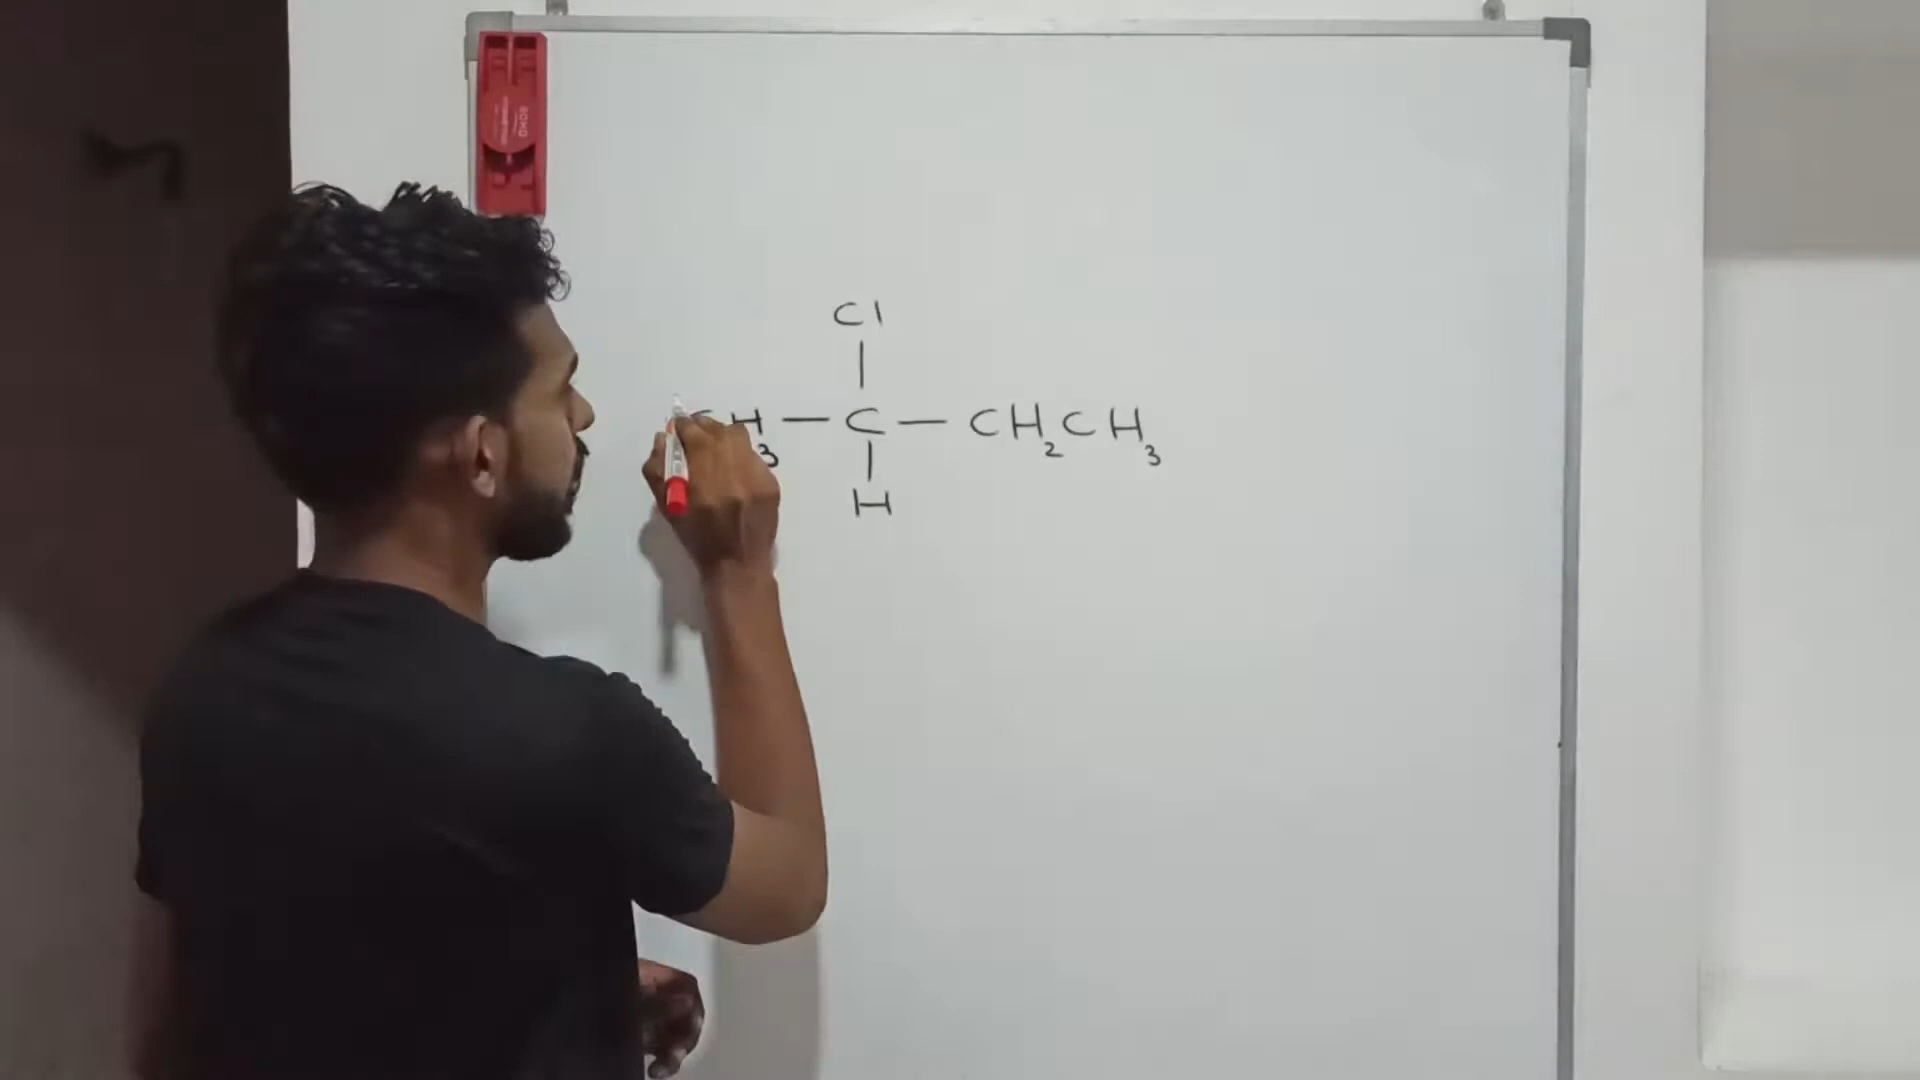 Cl
CH3 — C — CH2CH3
H